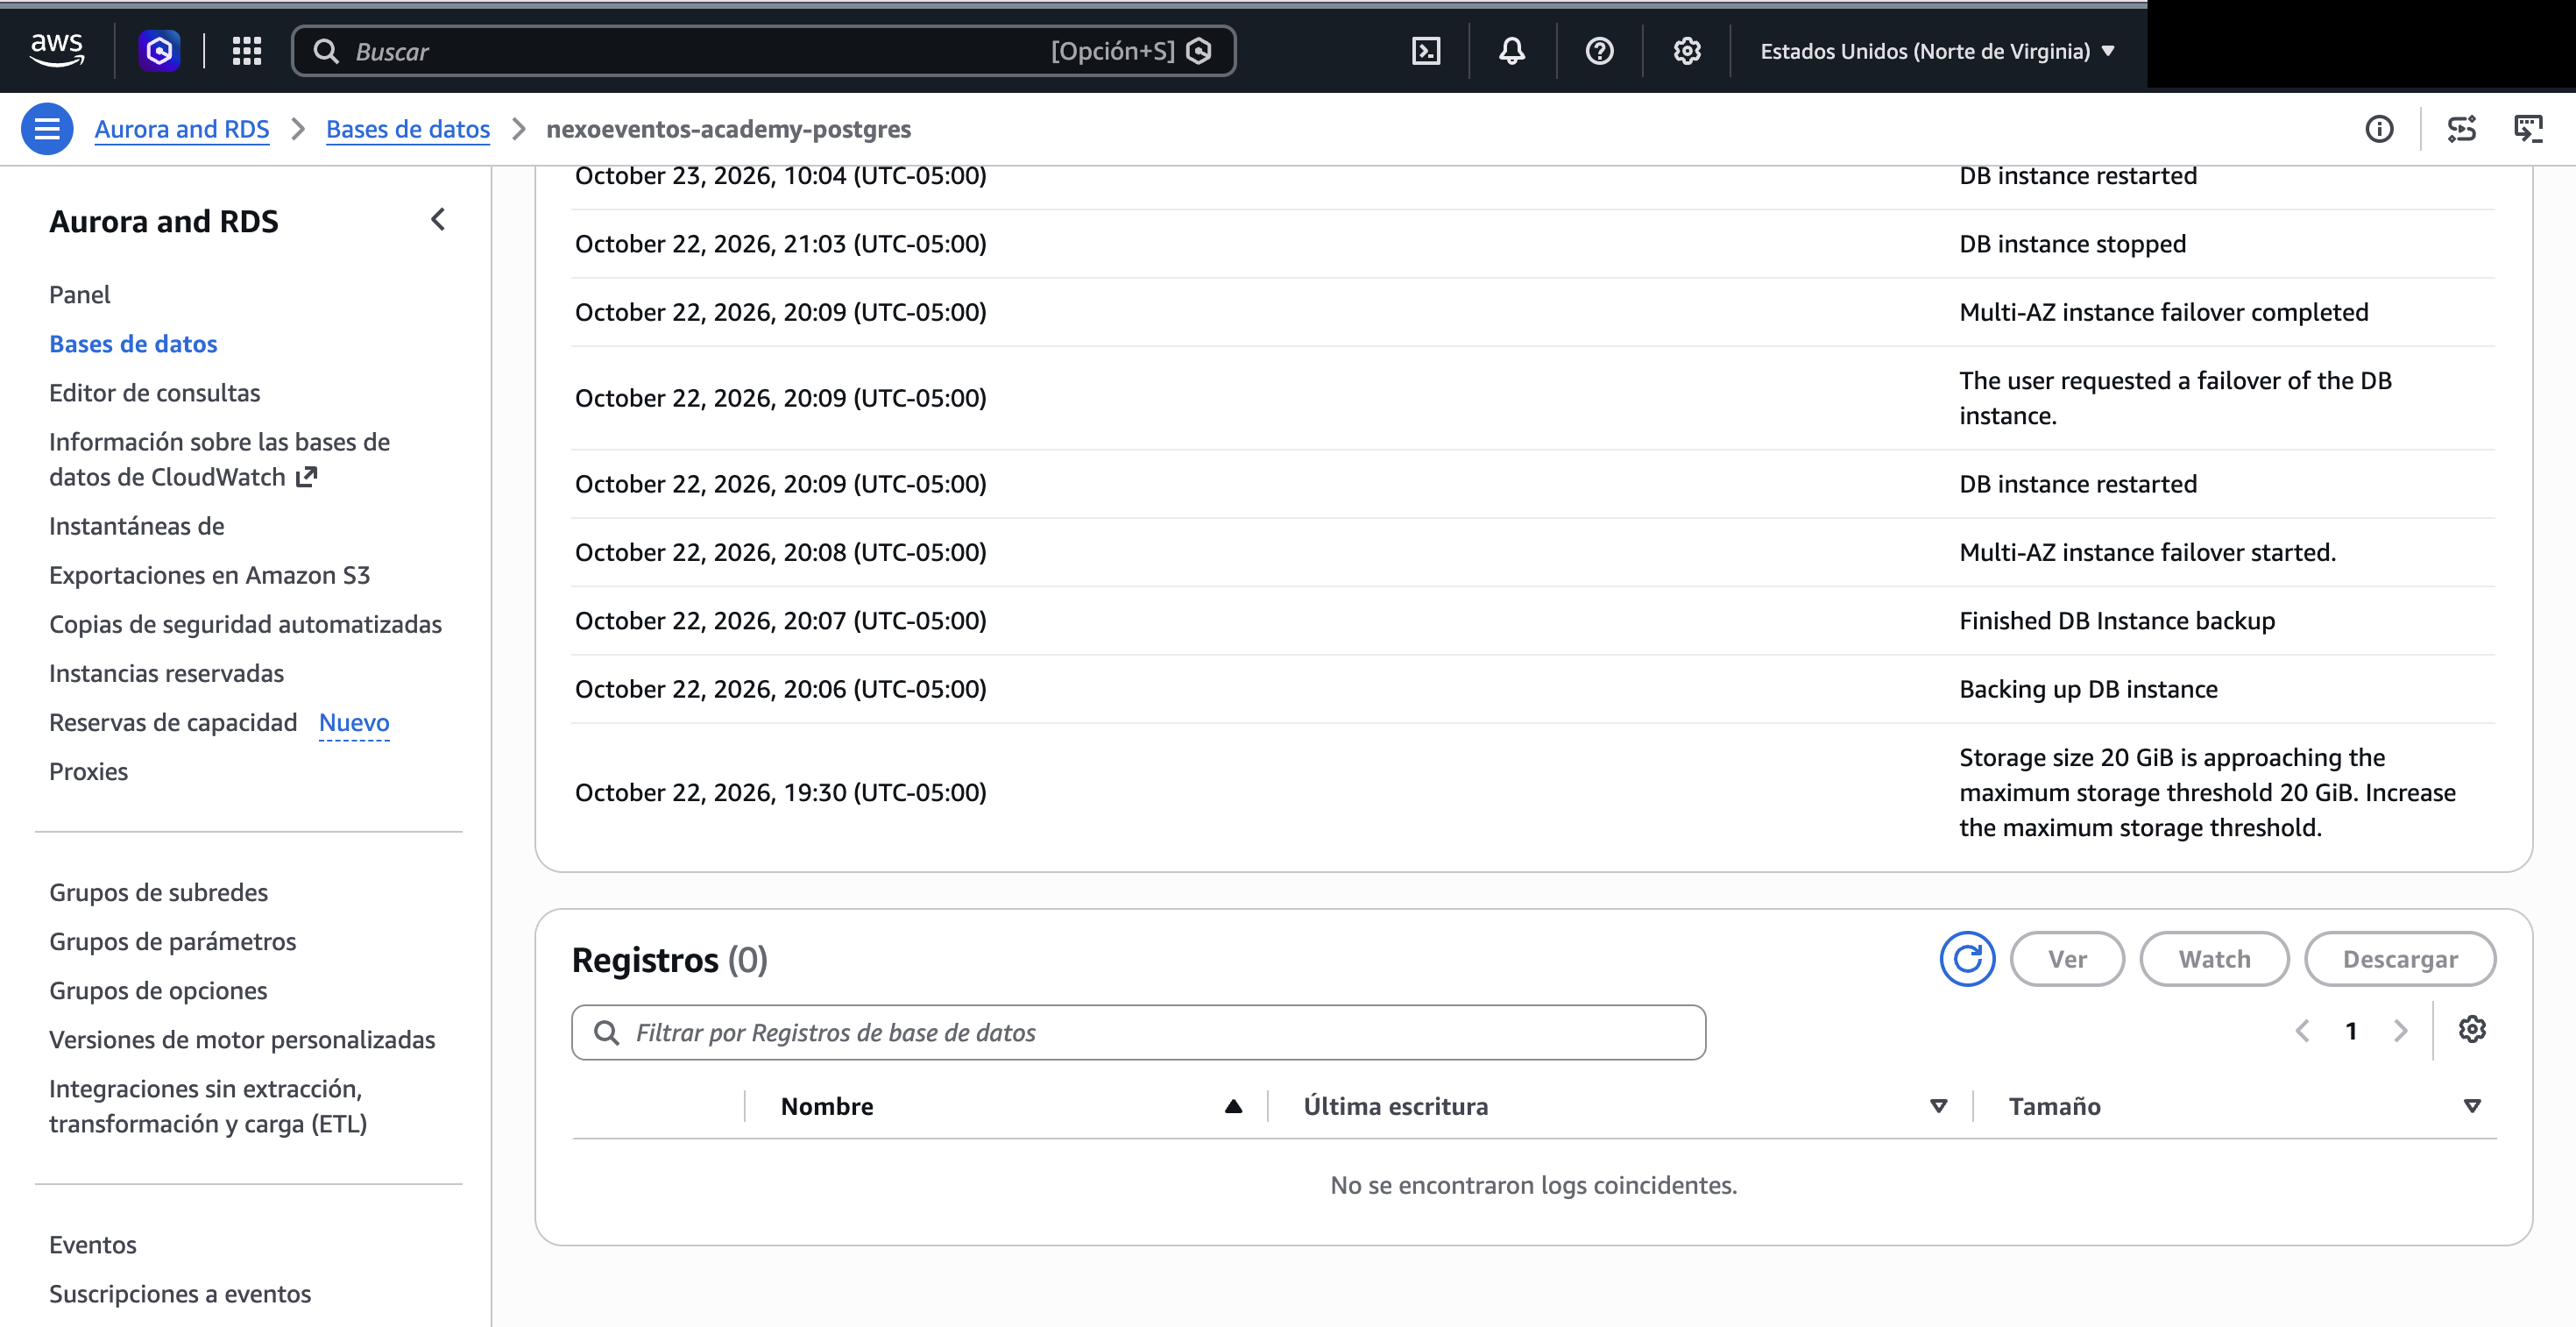 aws
Buscar
[Opción+S]
Estados Unidos (Norte de Virginia)
Aurora and RDS
Bases de datos
nexoeventos-academy-postgres
Aurora and RDS
Panel
Bases de datos
Editor de consultas
Información sobre las bases de
datos de CloudWatch
Instantáneas de
Exportaciones en Amazon S3
Copias de seguridad automatizadas
Instancias reservadas
Reservas de capacidad Nuevo
Proxies
Grupos de subredes
Grupos de parámetros
Grupos de opciones
Versiones de motor personalizadas
Integraciones sin extracción,
transformación y carga (ETL)
Eventos
Suscripciones a eventos
October 23, 2026, 10:04 (UTC-05:00) DB instance restarted
October 22, 2026, 21:03 (UTC-05:00) DB instance stopped
October 22, 2026, 20:09 (UTC-05:00) Multi-AZ instance failover completed
October 22, 2026, 20:09 (UTC-05:00) The user requested a failover of the DB
instance.
October 22, 2026, 20:09 (UTC-05:00) DB instance restarted
October 22, 2026, 20:08 (UTC-05:00) Multi-AZ instance failover started.
October 22, 2026, 20:07 (UTC-05:00) Finished DB Instance backup
October 22, 2026, 20:06 (UTC-05:00) Backing up DB instance
October 22, 2026, 19:30 (UTC-05:00) Storage size 20 GiB is approaching the
maximum storage threshold 20 GiB. Increase
the maximum storage threshold.
Registros (0)
Ver
Watch
Descargar
Filtrar por Registros de base de datos
1
Nombre
Última escritura
Tamaño
No se encontraron logs coincidentes.